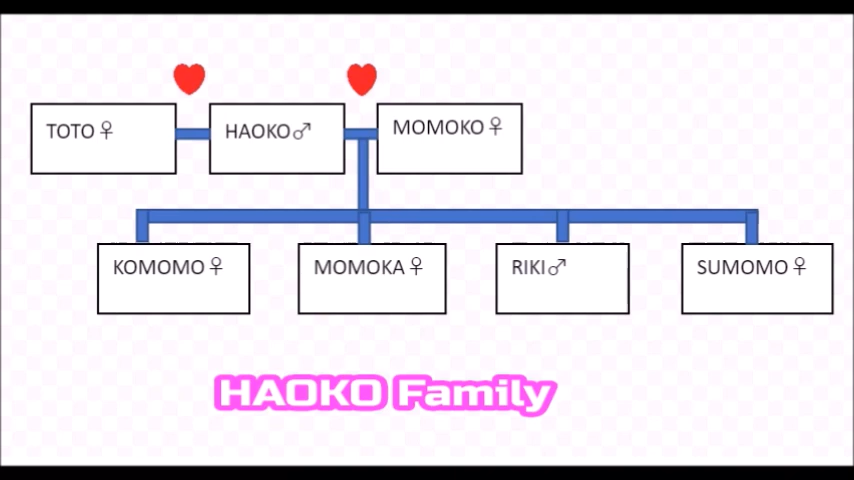 TOTO♀
HAOKO♂
MOMOKO♀
KOMOMO♀
MOMOKA♀
RIKI♂
SUMOMO♀
HAOKO Family